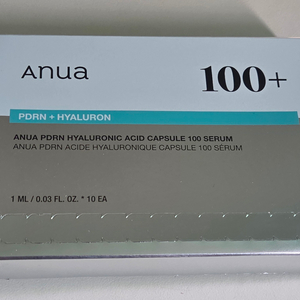 Anua
100+
PDRN + HYALURON
ANUA PDRN HYALURONIC ACID CAPSULE 100 SERUM
ANUA PDRN ACIDE HYALURONIQUE CAPSULE 100 SÉRUM
1 ML / 0.03 FL. OZ. * 10 EA